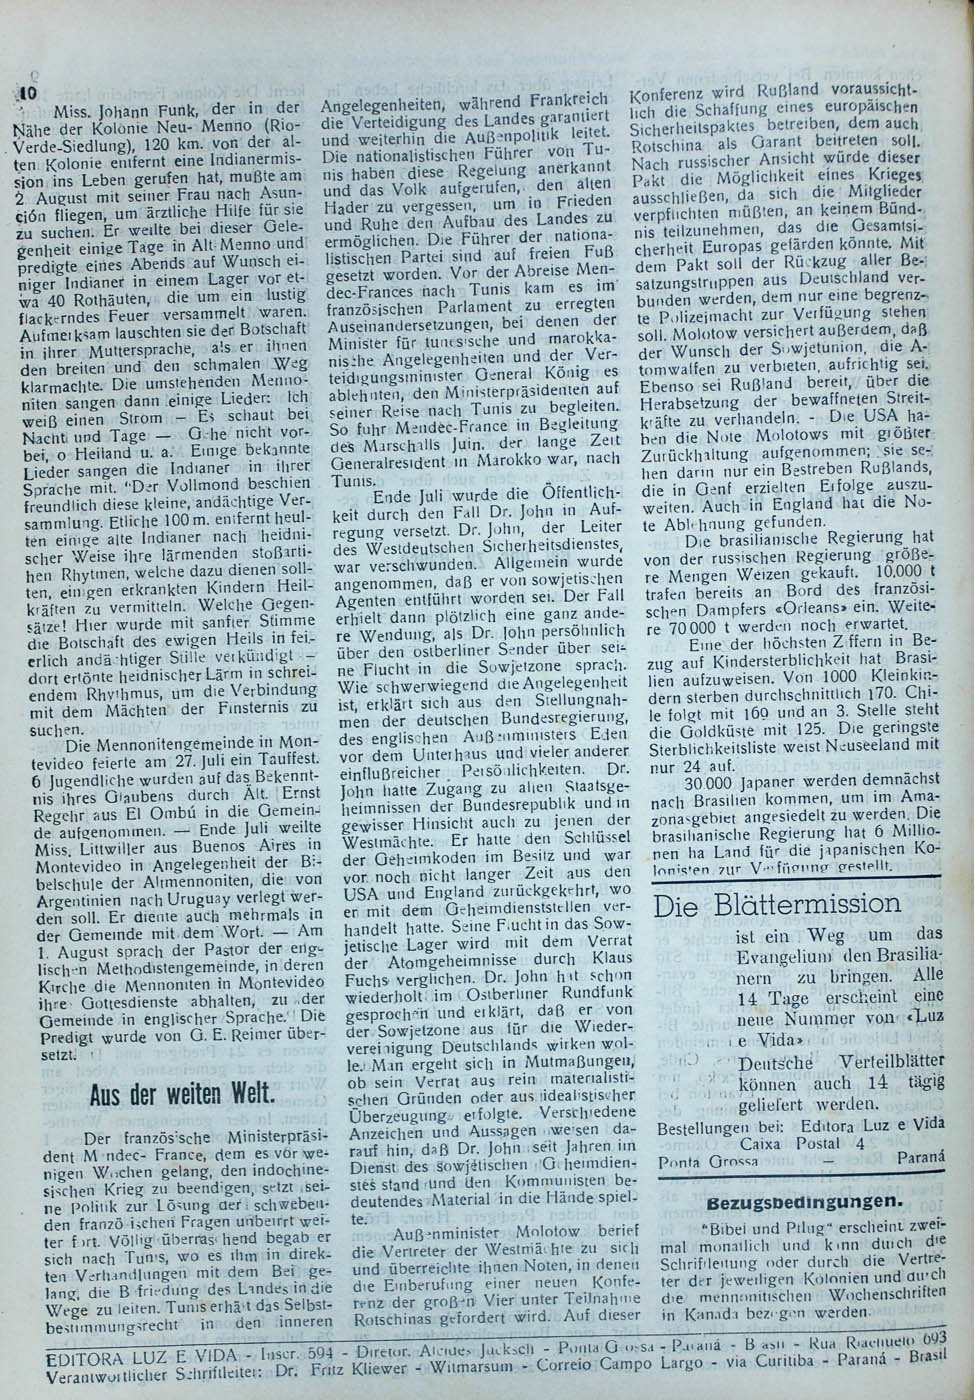 10
Miss. Johann Funk, der in der
Nähe der Kolonie Neu- Menno (Rio-
Verde-Siedlung), 120 km. von der al-
ten Kolonie entfernt eine Indianermis-
sion ins Leben gerufen hat, mußte am
2 August mit seiner Frau nach Asun-
ción fliegen, um ärztliche Hilfe für sie
zu suchen. Er weilte bei dieser Gele-
genheit einige Tage in Alt-Menno und
predigte eines Abends auf Wunsch ei-
niger Indianer in einem Lager vor et-
wa 40 Rothäuten, die um ein lustig
flackerndes Feuer versammelt waren.
Aufmerksam lauschten sie der Botschaft
in ihrer Muttersprache, als er ihnen
den breiten und den schmalen Weg
klarmachte. Die umstehenden Menno-
niten sangen dann einige Lieder: Ich
weiß einen Strom — Es schaut bei
Nacht und Tage — Gehe nicht vor-
bei, o Heiland u. a. Einige bekannte
Lieder sangen die Indianer in ihrer
Sprache mit. "Der Vollmond beschien
freundlich diese kleine, andächtige Ver-
sammlung. Etliche 100 m. entfernt heul-
ten einige alte Indianer nach heidni-
scher Weise ihre lärmenden stoßarti-
hen Rhytmen, welche dazu dienen soll-
ten, einigen erkrankten Kindern Heil-
kräften zu vermitteln. Welche Gegen-
sätze! Hier wurde mit sanfter Stimme
die Botschaft des ewigen Heils in fei-
erlich andächtiger Stille verkündigt —
dort ertönte heidnischer Lärm in schrei-
endem Rhythmus, um die Verbindung
mit dem Mächten der Finsternis zu
suchen.
Die Mennonitengemeinde in Mon-
tevideo feierte am 27. Juli ein Tauffest.
6 Jugendliche wurden auf das Bekennt-
nis ihres Glaubens durch Ält. Ernst
Regehr aus El Ombú in die Gemein-
de aufgenommen. — Ende Juli weilte
Miss. Littwiller aus Buenos Aires in
Montevideo in Angelegenheit der Bi-
belschule der Altmennoniten, die von
Argentinien nach Uruguay verlegt wer-
den soll. Er diente auch mehrmals in
der Gemeinde mit dem Wort. — Am
1. August sprach der Pastor der eng-
lischen Methodistengemeinde, in deren
Kirche die Mennoniten in Montevideo
ihre Gottesdienste abhalten, zu der
Gemeinde in englischer Sprache. Die
Predigt wurde von G. E. Reimer über-
setzt.
Aus der weiten Welt.
Der französische Ministerpräsi-
dent Mendec- France, dem es vor we-
nigen Wochen gelang, den indochine-
sischen Krieg zu beendigen, setzt sei-
ne Politik zur Lösung der schweben-
den franzö ischen Fragen unbeirrt wei-
ter fort. Völlig überraschend begab er
sich nach Tunis, wo es ihm in direk-
ten Verhandlungen mit dem Bei ge-
lang, die Befriedung des Landes in die
Wege zu leiten. Tunis erhält das Selbst-
bestimmungsrecht in den inneren
Angelegenheiten, während Frankreich
die Verteidigung des Landes garantiert
und weiterhin die Außenpolitik leitet.
Die nationalistischen Führer von Tu-
nis haben diese Regelung anerkannt
und das Volk aufgerufen, den alten
Hader zu vergessen, um in Frieden
und Ruhe den Aufbau des Landes zu
ermöglichen. Die Führer der nationa-
listischen Partei sind auf freien Fuß
gesetzt worden. Vor der Abreise Men-
dec-Frances nach Tunis kam es im
französischen Parlament zu erregten
Auseinandersetzungen, bei denen der
Minister für tunesische und marokka-
nische Angelegenheiten und der Ver-
teidigungsminister General König es
ablehnten, den Ministerpräsidenten auf
seiner Reise nach Tunis zu begleiten.
So fuhr Mendec-France in Begleitung
des Marschalls Juin, der lange Zeit
Generalresident in Marokko war, nach
Tunis.
Ende Juli wurde die Öffentlich-
keit durch den Fall Dr. John in Auf-
regung versetzt. Dr. John, der Leiter
des Westdeutschen Sicherheitsdienstes,
war verschwunden. Allgemein wurde
angenommen, daß er von sowjetischen
Agenten entführt worden sei. Der Fall
erhielt dann plötzlich eine ganz ande-
re Wendung, als Dr. John persöhnlich
über den ostberliner Sender über sei-
ne Flucht in die Sowjetzone sprach.
Wie schwerwiegend die Angelegenheit
ist, erklärt sich aus den Stellungnah-
men der deutschen Bundesregierung,
des englischen Außenministers Eden
vor dem Unterhaus und vieler anderer
einflußreicher Persönlichkeiten. Dr.
John hatte Zugang zu allen Staatsge-
heimnissen der Bundesrepublik und in
gewisser Hinsicht auch zu jenen der
Westmächte. Er hatte den Schlüssel
der Geheimkoden im Besitz und war
vor noch nicht langer Zeit aus den
USA und England zurückgekehrt, wo
er mit dem Geheimdienststellen ver-
handelt hatte. Seine Flucht in das Sow-
jetische Lager wird mit dem Verrat
der Atomgeheimnisse durch Klaus
Fuchs verglichen. Dr. John hat schon
wiederholt im Ostberliner Rundfunk
gesprochen und erklärt, daß er von
der Sowjetzone aus für die Wieder-
vereinigung Deutschlands wirken wol-
le. Man ergeht sich in Mutmaßungen,
ob sein Verrat aus rein materialisti-
schen Gründen oder aus idealistischer
Überzeugung erfolgte. Verschiedene
Anzeichen und Aussagen weisen da-
rauf hin, daß Dr. John seit Jahren im
Dienst des sowjetischen Geheimdien-
stes stand und den Kommunisten be-
deutendes Material in die Hände spiel-
te.
Außenminister Molotow berief
die Vertreter der Westmächte zu sich
und überreichte ihnen Noten, in denen
die Einberufung einer neuen Konfe-
renz der großen Vier unter Teilnahme
Rotschinas gefordert wird. Auf dieser
Konferenz wird Rußland voraussicht-
lich die Schaffung eines europäischen
Sicherheitspaktes betreiben, dem auch
Rotschina als Garant beitreten soll.
Nach russischer Ansicht würde dieser
Pakt die Möglichkeit eines Krieges
ausschließen, da sich die Mitglieder
verpflichten müßten, an keinem Bünd-
nis teilzunehmen, das die Gesamtsi-
cherheit Europas gefärden könnte. Mit
dem Pakt soll der Rückzug aller Be-
satzungstruppen aus Deutschland ver-
bunden werden, dem nur eine begrenz-
te Polizeimacht zur Verfügung stehen
soll. Molotow versichert außerdem, daß
der Wunsch der Sowjetunion, die A-
tomwaffen zu verbieten, aufrichtig sei.
Ebenso sei Rußland bereit, über die
Herabsetzung der bewaffneten Streit-
kräfte zu verhandeln. - Die USA ha-
ben die Note Molotows mit größter
Zurückhaltung aufgenommen; sie se-
hen darin nur ein Bestreben Rußlands,
die in Genf erzielten Erfolge auszu-
weiten. Auch in England hat die No-
te Ablehnung gefunden.
Die brasilianische Regierung hat
von der russischen Regierung größe-
re Mengen Weizen gekauft. 10.000 t
trafen bereits an Bord des französi-
schen Dampfers «Orleans» ein. Weite-
re 70 000 t werden noch erwartet.
Eine der höchsten Ziffern in Be-
zug auf Kindersterblichkeit hat Brasi-
lien aufzuweisen. Von 1000 Kleinkin-
dern sterben durchschnittlich 170. Chi-
le folgt mit 160 und an 3. Stelle steht
die Goldküste mit 125. Die geringste
Sterblichkeitsliste weist Neuseeland mit
nur 24 auf.
30 000 Japaner werden demnächst
nach Brasilien kommen, um im Ama-
zonasgebiet angesiedelt zu werden. Die
brasilianische Regierung hat 6 Millio-
nen ha Land für die japanischen Ko-
lonisten zur Verfügung gestellt.
Die Blättermission
ist ein Weg um das
Evangelium den Brasilia-
nern zu bringen. Alle
14 Tage erscheint eine
neue Nummer von «Luz
e Vida»
Deutsche Verteilblätter
können auch 14 tägig
geliefert werden.
Bestellungen bei: Editora Luz e Vida
Caixa Postal 4
Ponta Grossa — Paraná
Bezugsbedingungen.
"Bibel und Pflug" erscheint zwei-
mal monatlich und kann durch die
Schriftleitung oder durch die Vertre-
ter der jeweiligen Kolonien und durch
die mennonitischen Wochenschriften
in Kanada bezogen werden.
EDITORA LUZ E VIDA - Inscr. 594 - Diretor. Alcides Jucksch - Ponta Grossa - Paraná - Brasil - Rua Riachuelo 693
Verantwortlicher Schriftleiter: Dr. Fritz Kliewer - Witmarsum - Correio Campo Largo - via Curitiba - Paraná - Brasil